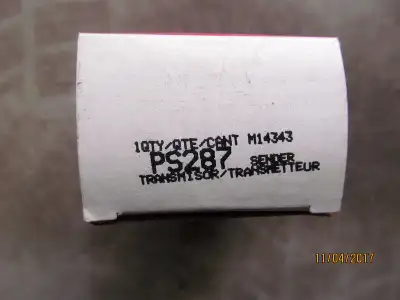 1QTY/QTE/CANT M14343
PS287 SENDER
TRANSMISOR/TRANSMETTEUR
11/04/2017